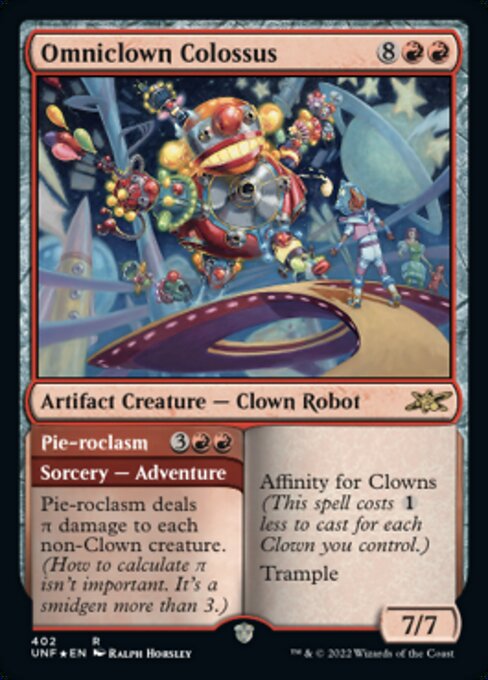 Omniclown Colossus 8
Artifact Creature — Clown Robot
Pie-roclasm 3
Sorcery — Adventure
Pie-roclasm deals
π damage to each
non-Clown creature.
(How to calculate π
isn't important. It's a
smidgen more than 3.)
Affinity for Clowns
(This spell costs 1
less to cast for each
Clown you control.)
Trample
7/7
402 R
UNF★EN RALPH HORSLEY
™ & © 2022 Wizards of the Coast